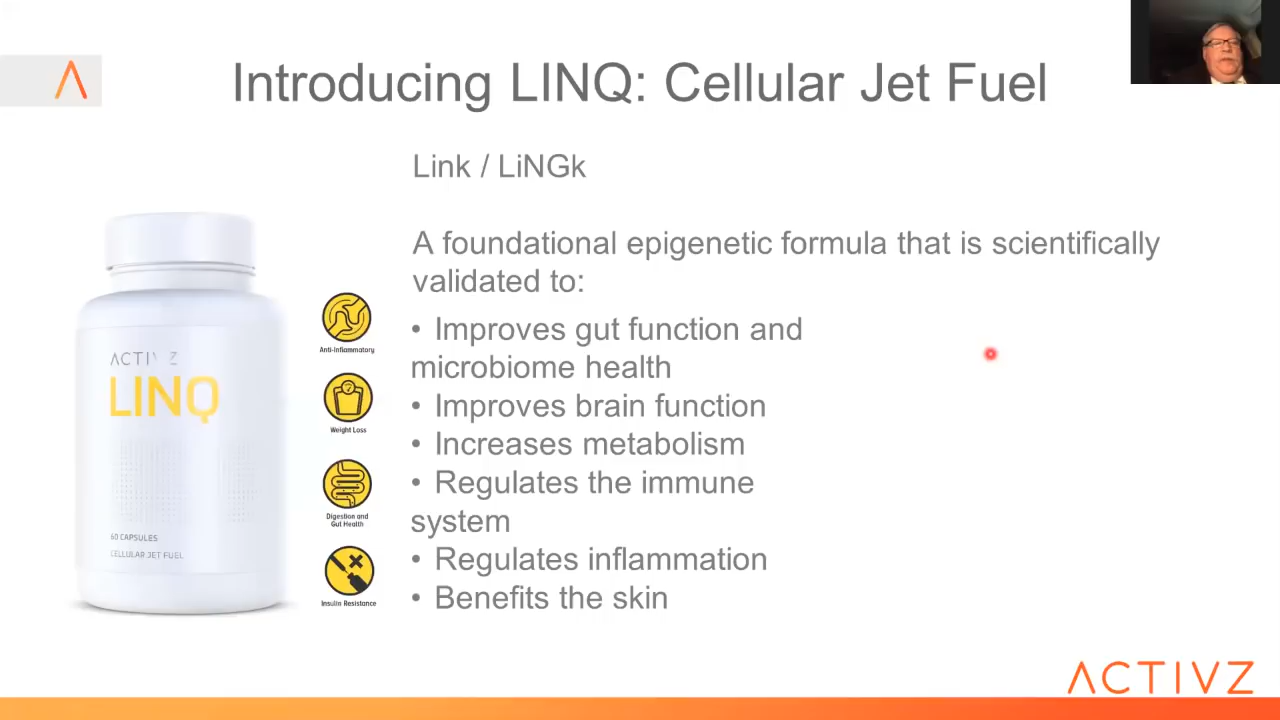 Introducing LINQ: Cellular Jet Fuel
Link / LiNGk
A foundational epigenetic formula that is scientifically
validated to:
• Improves gut function and
microbiome health
• Improves brain function
• Increases metabolism
• Regulates the immune
system
• Regulates inflammation
• Benefits the skin
ACTIVZ
LINQ
60 CAPSULES
CELLULAR JET FUEL
Anti-Inflammatory
Weight Loss
Digestion and
Gut Health
Insulin Resistance
ACTIVZ